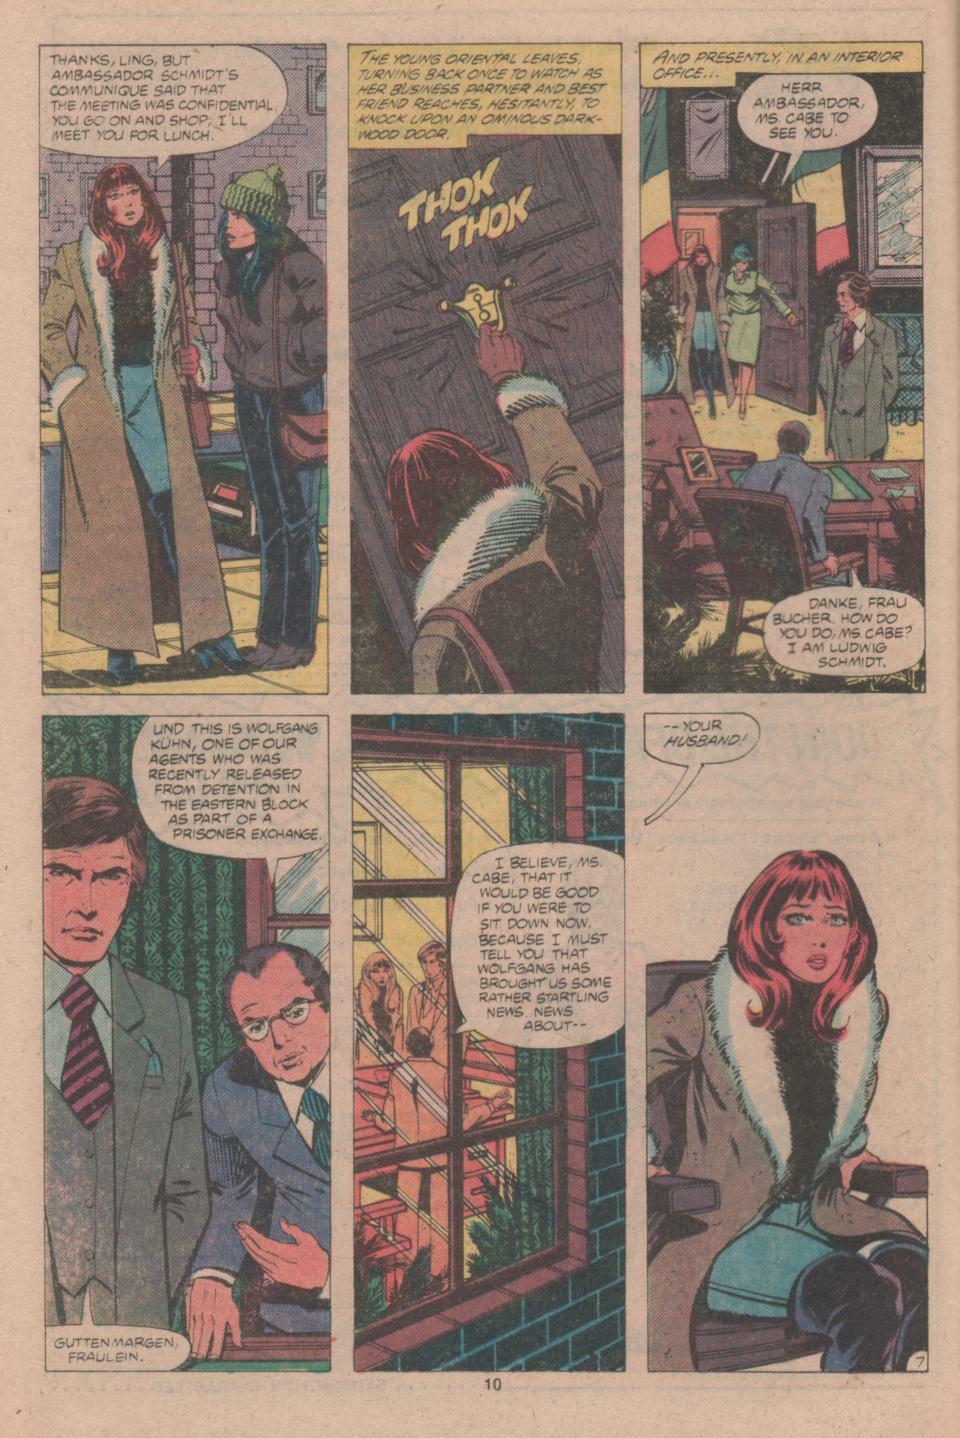 THANKS, LING, BUT
AMBASSADOR SCHMIDT'S
COMMUNIQUE SAID THAT
THE MEETING WAS CONFIDENTIAL.
YOU GO ON AND SHOP; I'LL
MEET YOU FOR LUNCH.
THE YOUNG ORIENTAL LEAVES,
TURNING BACK ONCE TO WATCH AS
HER BUSINESS PARTNER AND BEST
FRIEND REACHES, HESITANTLY, TO
KNOCK UPON AN OMINOUS DARK-
WOOD DOOR.
THOK
THOK
AND PRESENTLY, IN AN INTERIOR
OFFICE...
HERR
AMBASSADOR,
MS. CABE TO
SEE YOU.
DANKE, FRAU
BUCHER. HOW DO
YOU DO, MS. CABE?
I AM LUDWIG
SCHMIDT.
UND THIS IS WOLFGANG
KÜHN, ONE OF OUR
AGENTS WHO WAS
RECENTLY RELEASED
FROM DETENTION IN
THE EASTERN BLOCK
AS PART OF A
PRISONER EXCHANGE.
GUTTENMARGEN,
FRAULEIN.
I BELIEVE, MS.
CABE, THAT IT
WOULD BE GOOD
IF YOU WERE TO
SIT DOWN NOW.
BECAUSE I MUST
TELL YOU THAT
WOLFGANG HAS
BROUGHT US SOME
RATHER STARTLING
NEWS. NEWS
ABOUT--
--YOUR
HUSBAND!
7
10